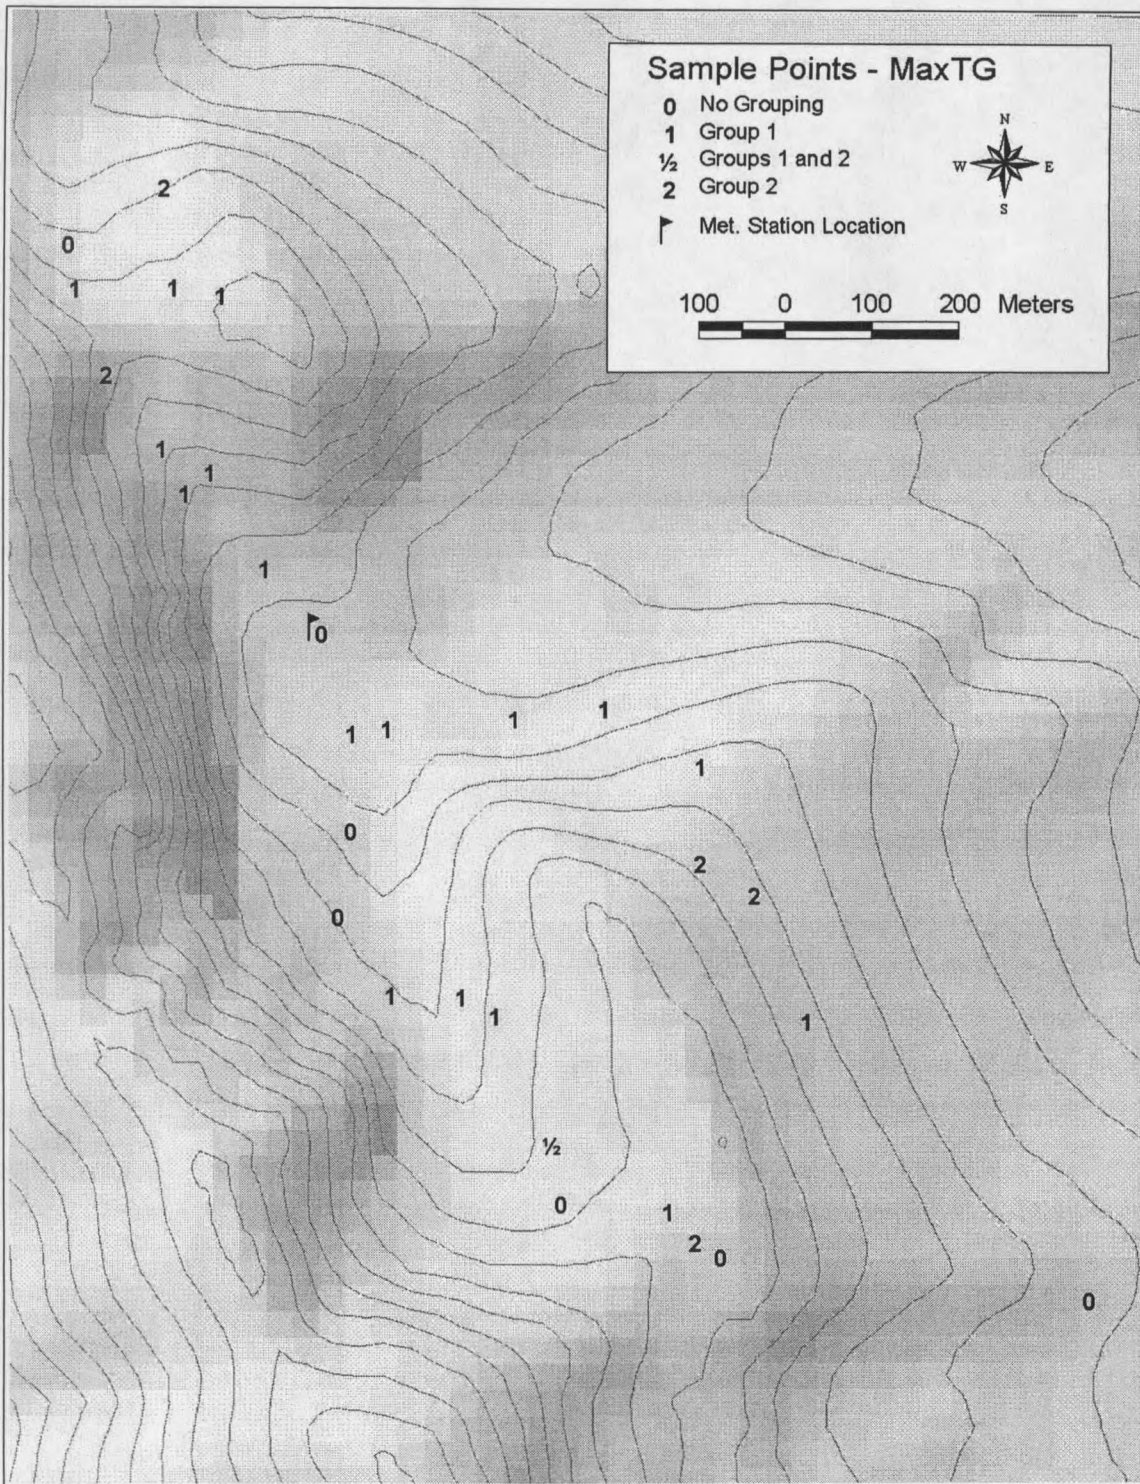 Sample Points - MaxTG
0 No Grouping
1 Group 1
½ Groups 1 and 2
2 Group 2
Met. Station Location
N
W E
S
100 0 100 200 Meters
2
0
1 1 1
2
1
1
1
1
0
1 1 1 1
1
0
2
2
0
1 1
1 1
½
0 1
2 0
0